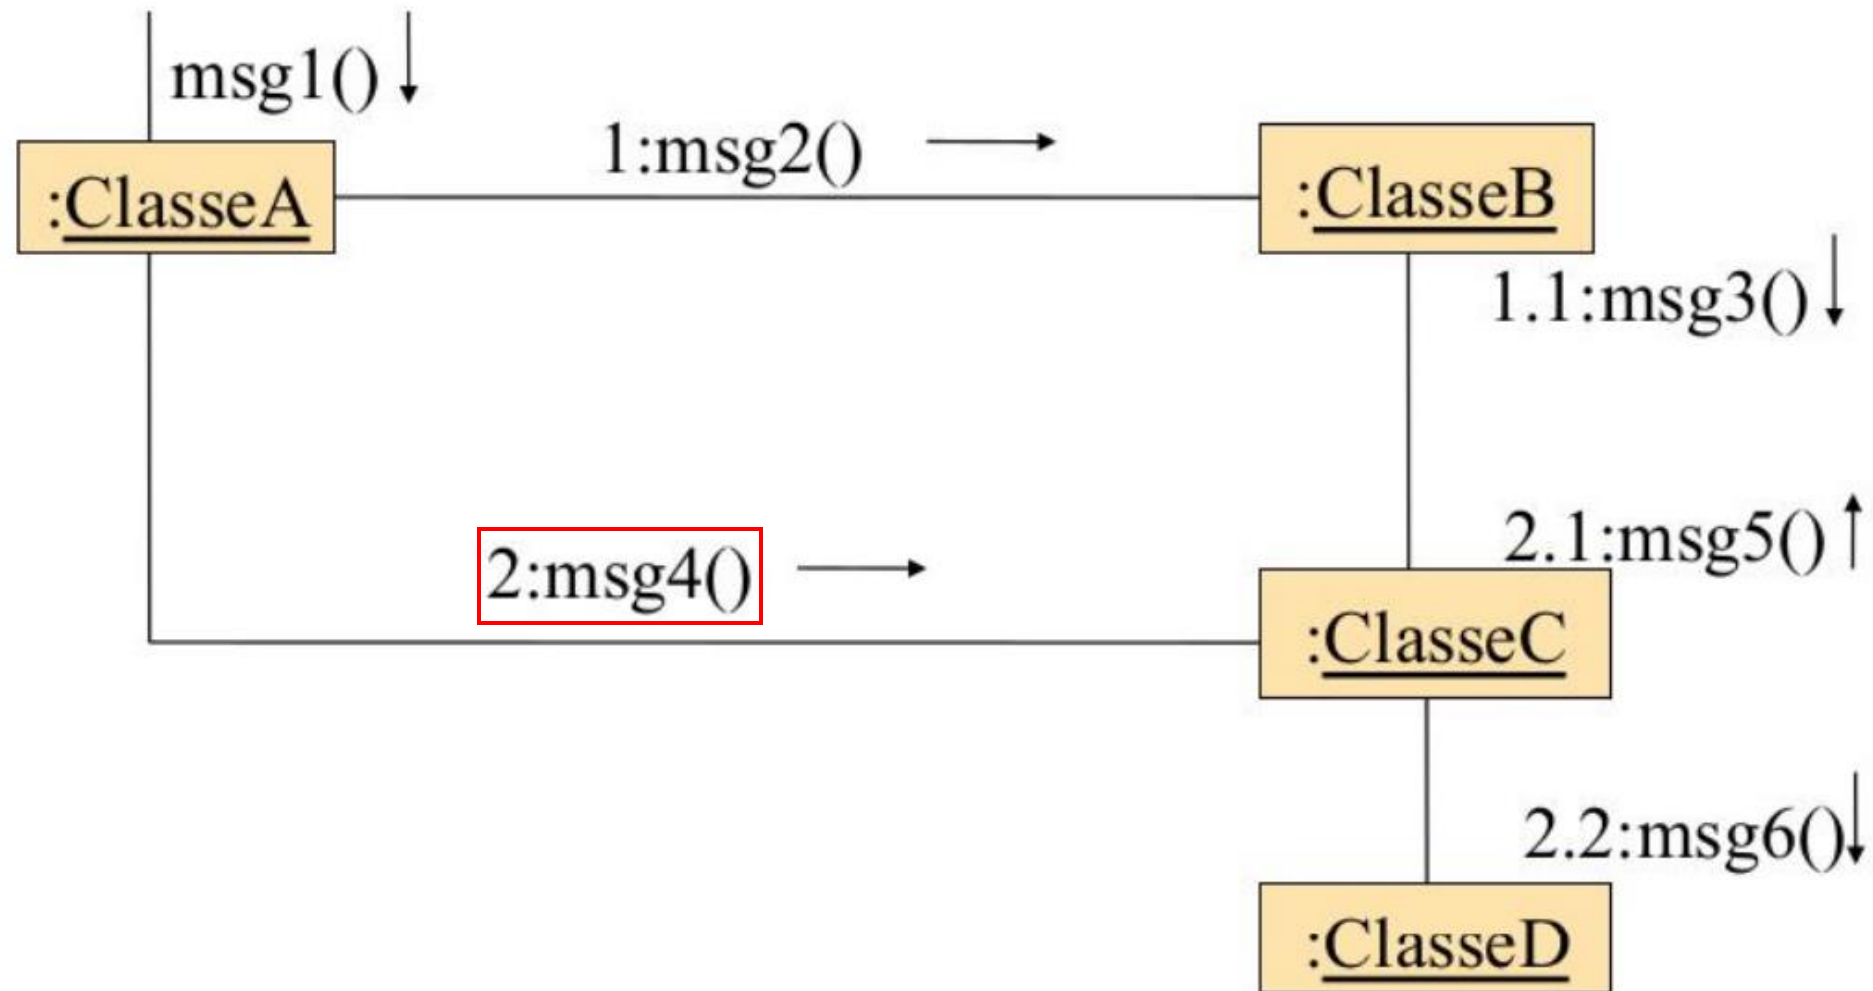 msg1()
1:msg2()
:ClasseA
:ClasseB
1.1:msg3()
2.1:msg5()
2:msg4()
:ClasseC
2.2:msg6()
:ClasseD